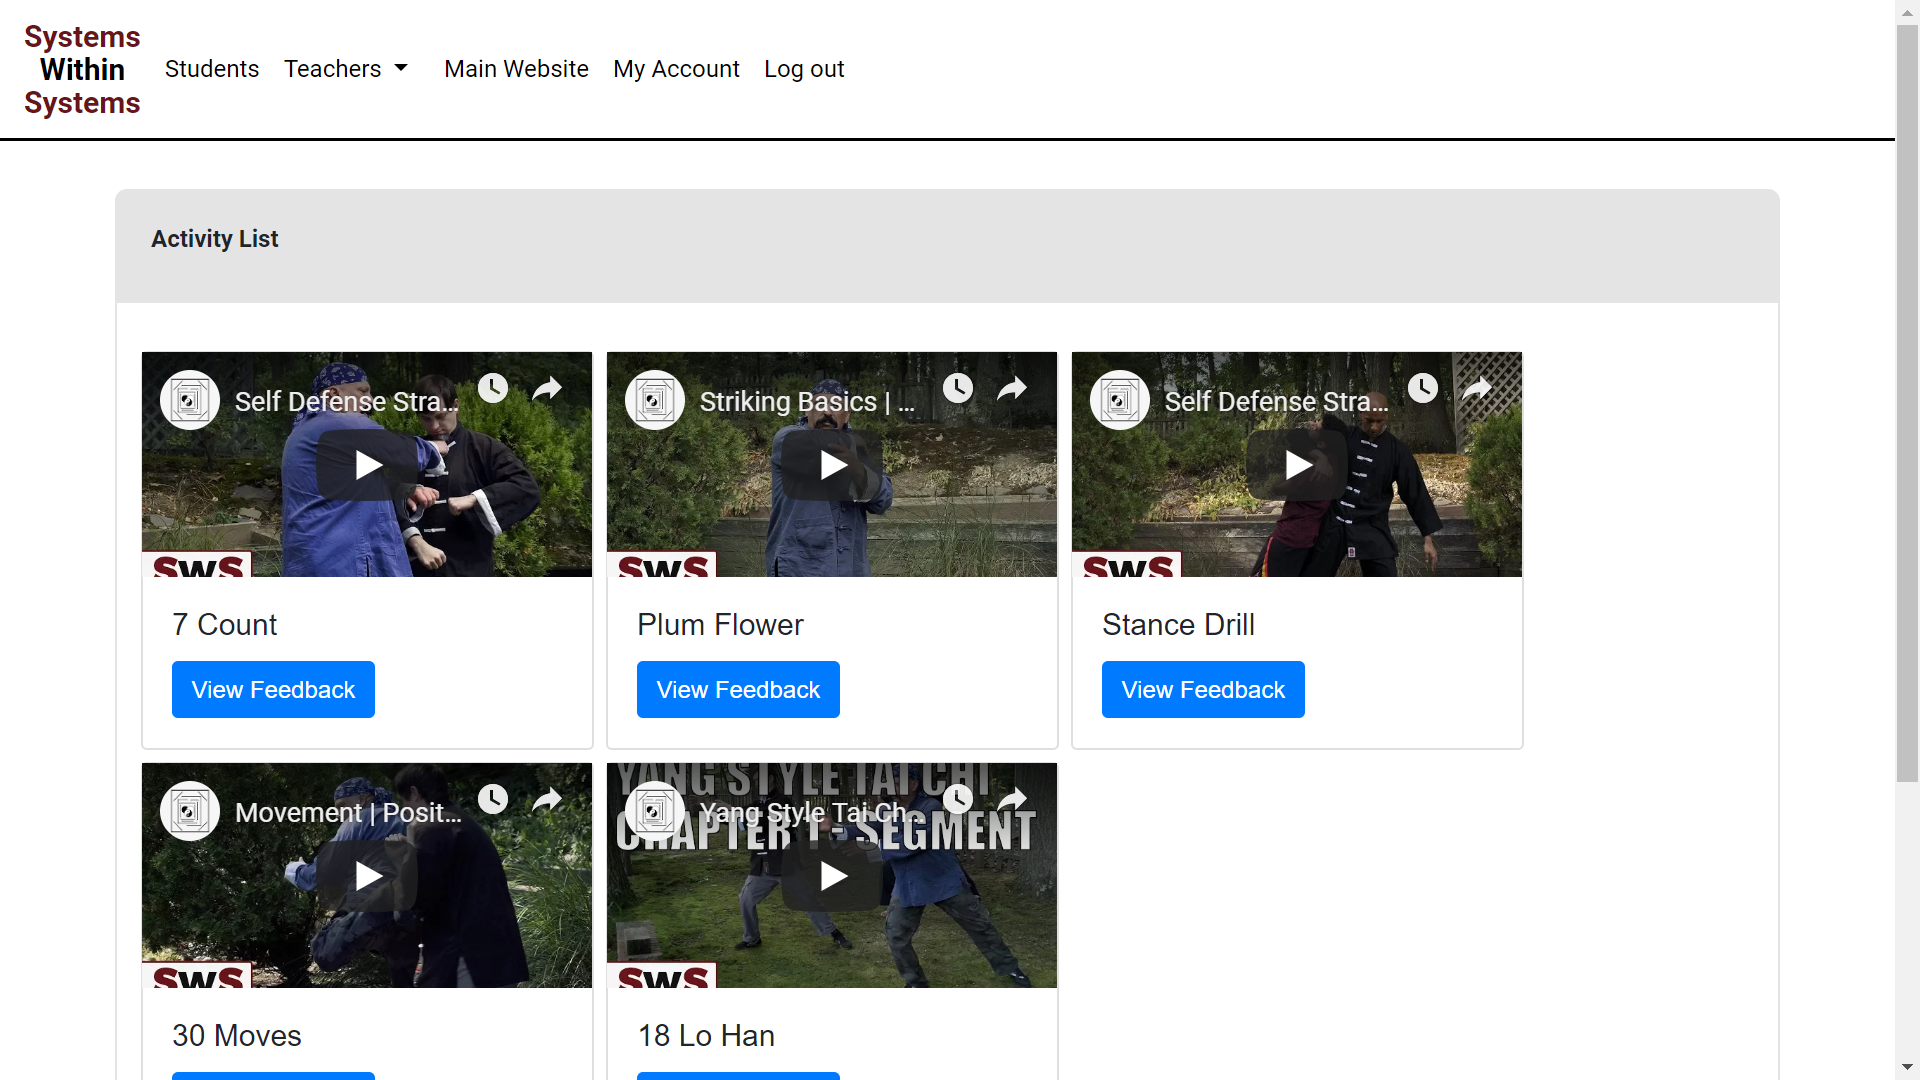 Systems
Within
Systems
Students
Teachers
Main Website
My Account
Log out
Activity List
Self Defense Stra...
Striking Basics | ...
Self Defense Stra...
SWS
SWS
SWS
7 Count
Plum Flower
Stance Drill
View Feedback
View Feedback
View Feedback
Movement | Posit...
YANG STYLE TAI CHI
Yang Style Tai Ch...
CHAPTER 1 - SEGMENT
SWS
SWS
30 Moves
18 Lo Han